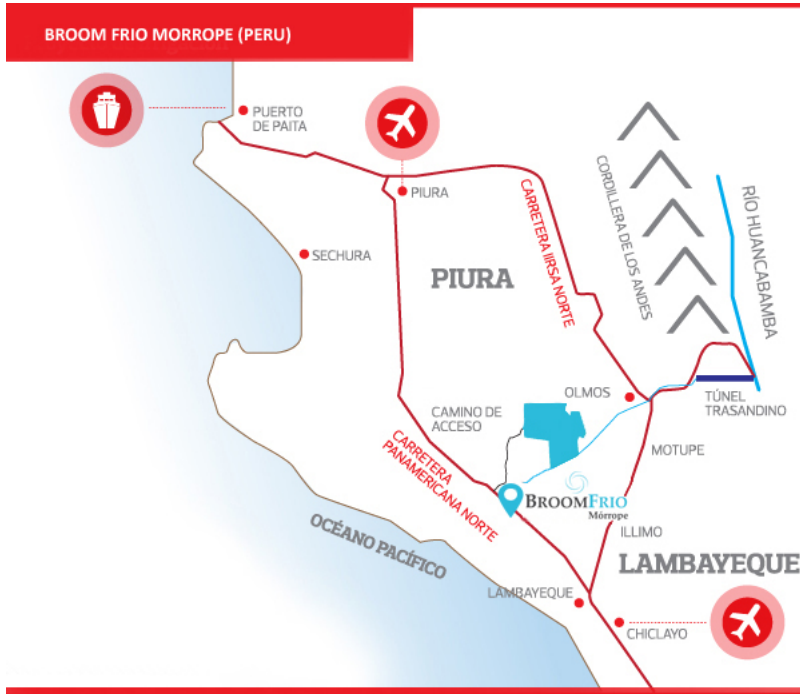 BROOM FRIO MORROPE (PERU)
PUERTO
DE PAITA
PIURA
SECHURA
PIURA
CARRETERA IIRSA NORTE
CORDILLERA DE LOS ANDES
RÍO HUANCABAMBA
OLMOS
TÚNEL
TRASANDINO
CAMINO DE
ACCESO
MOTUPE
CARRETERA
PANAMERICANA NORTE
BROOMFRIO
Mórrope
OCÉANO PACÍFICO
ILLIMO
LAMBAYEQUE
LAMBAYEQUE
CHICLAYO